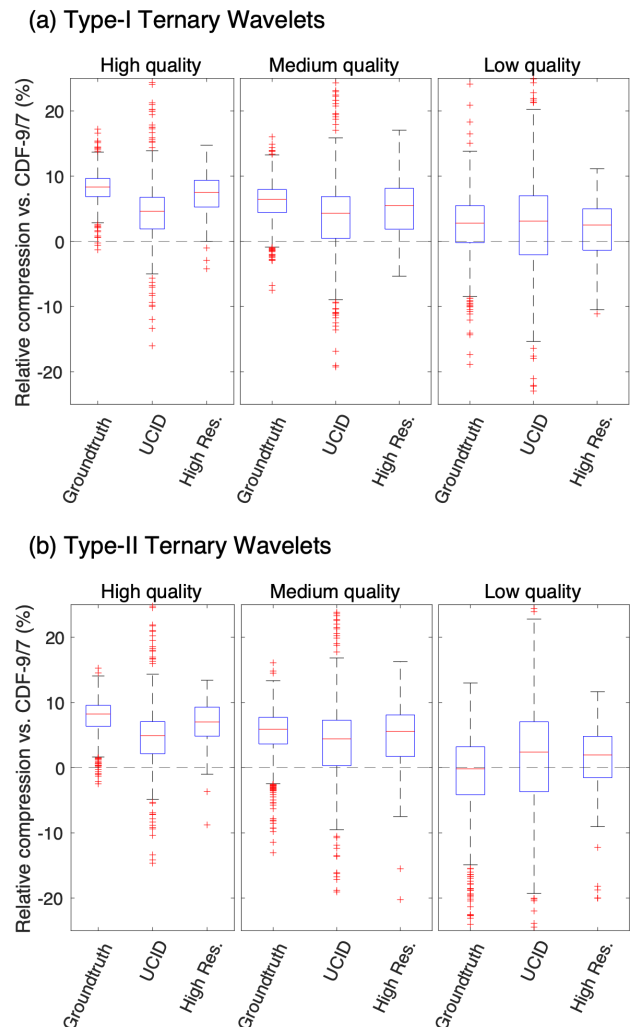 (a) Type-I Ternary Wavelets
High quality Medium quality Low quality
Relative compression vs. CDF-9/7 (%)
20
10
0
-10
-20
Groundtruth UCID High Res. Groundtruth UCID High Res. Groundtruth UCID High Res.
(b) Type-II Ternary Wavelets
High quality Medium quality Low quality
Relative compression vs. CDF-9/7 (%)
20
10
0
-10
-20
Groundtruth UCID High Res. Groundtruth UCID High Res. Groundtruth UCID High Res.